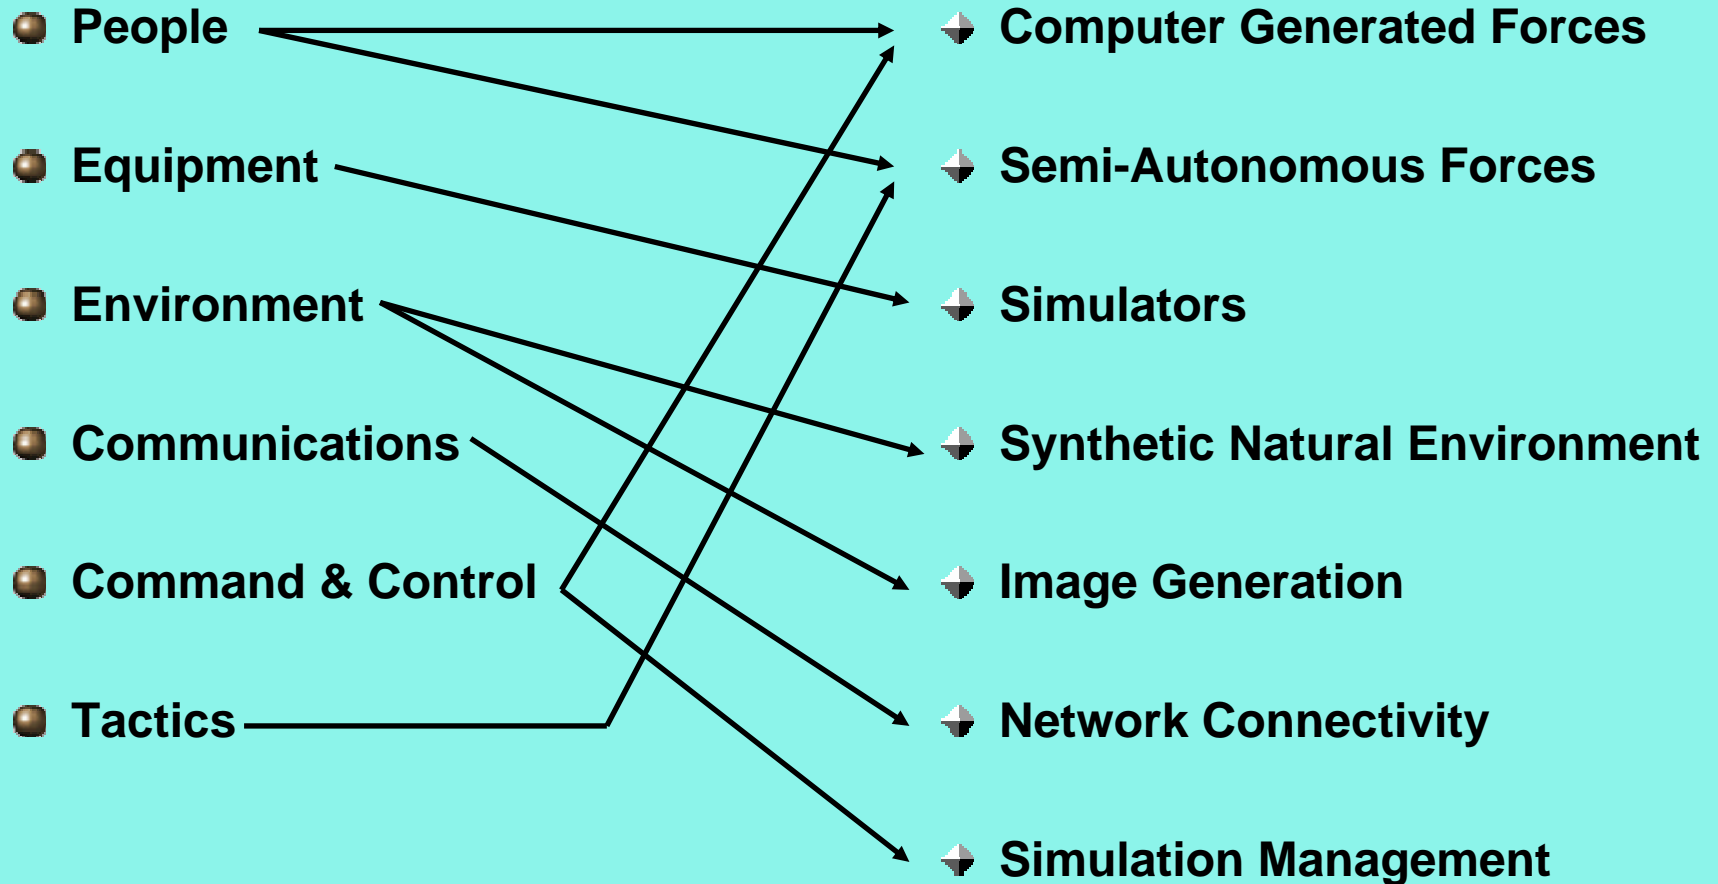 People
Computer Generated Forces
Equipment
Semi-Autonomous Forces
Environment
Simulators
Communications
Synthetic Natural Environment
Command & Control
Image Generation
Tactics
Network Connectivity
Simulation Management